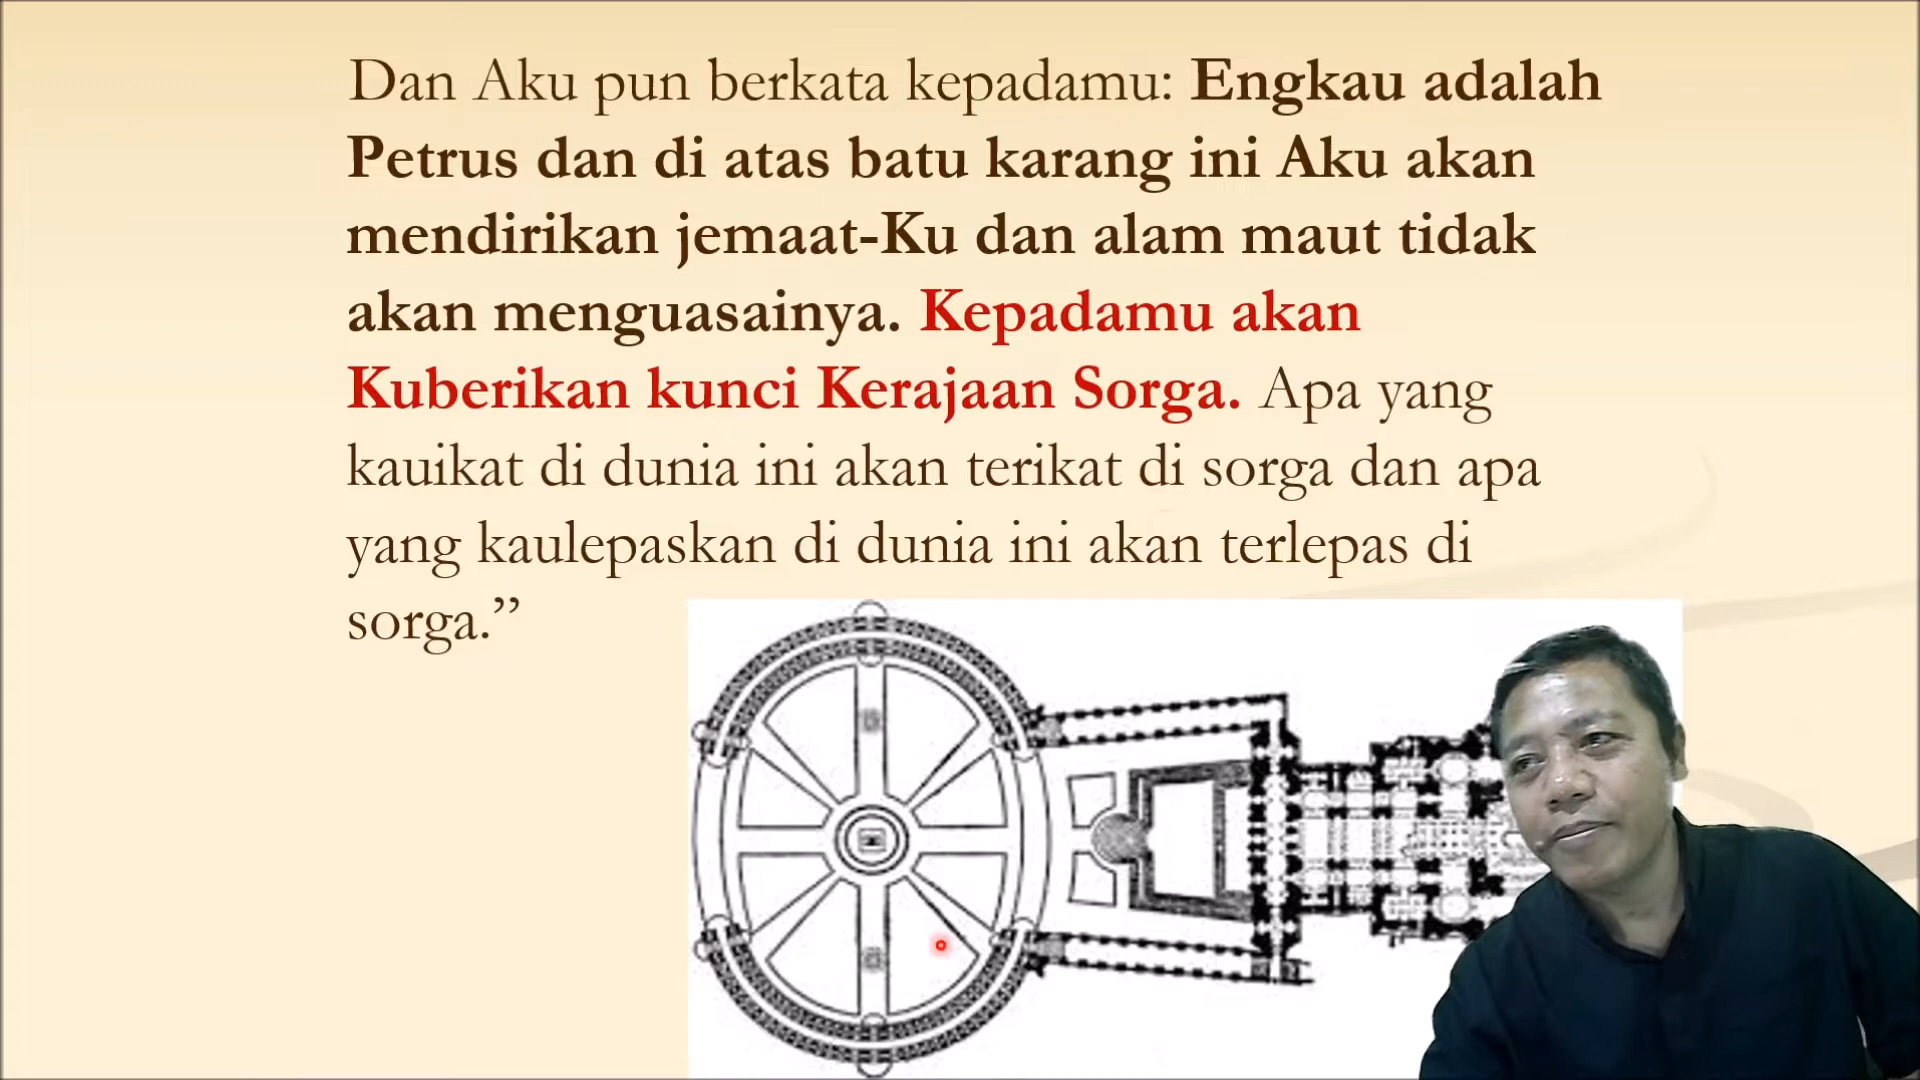 Dan Aku pun berkata kepadamu: Engkau adalah
Petrus dan di atas batu karang ini Aku akan
mendirikan jemaat-Ku dan alam maut tidak
akan menguasainya. Kepadamu akan
Kuberikan kunci Kerajaan Sorga. Apa yang
kauikat di dunia ini akan terikat di sorga dan apa
yang kaulepaskan di dunia ini akan terlepas di
sorga.”